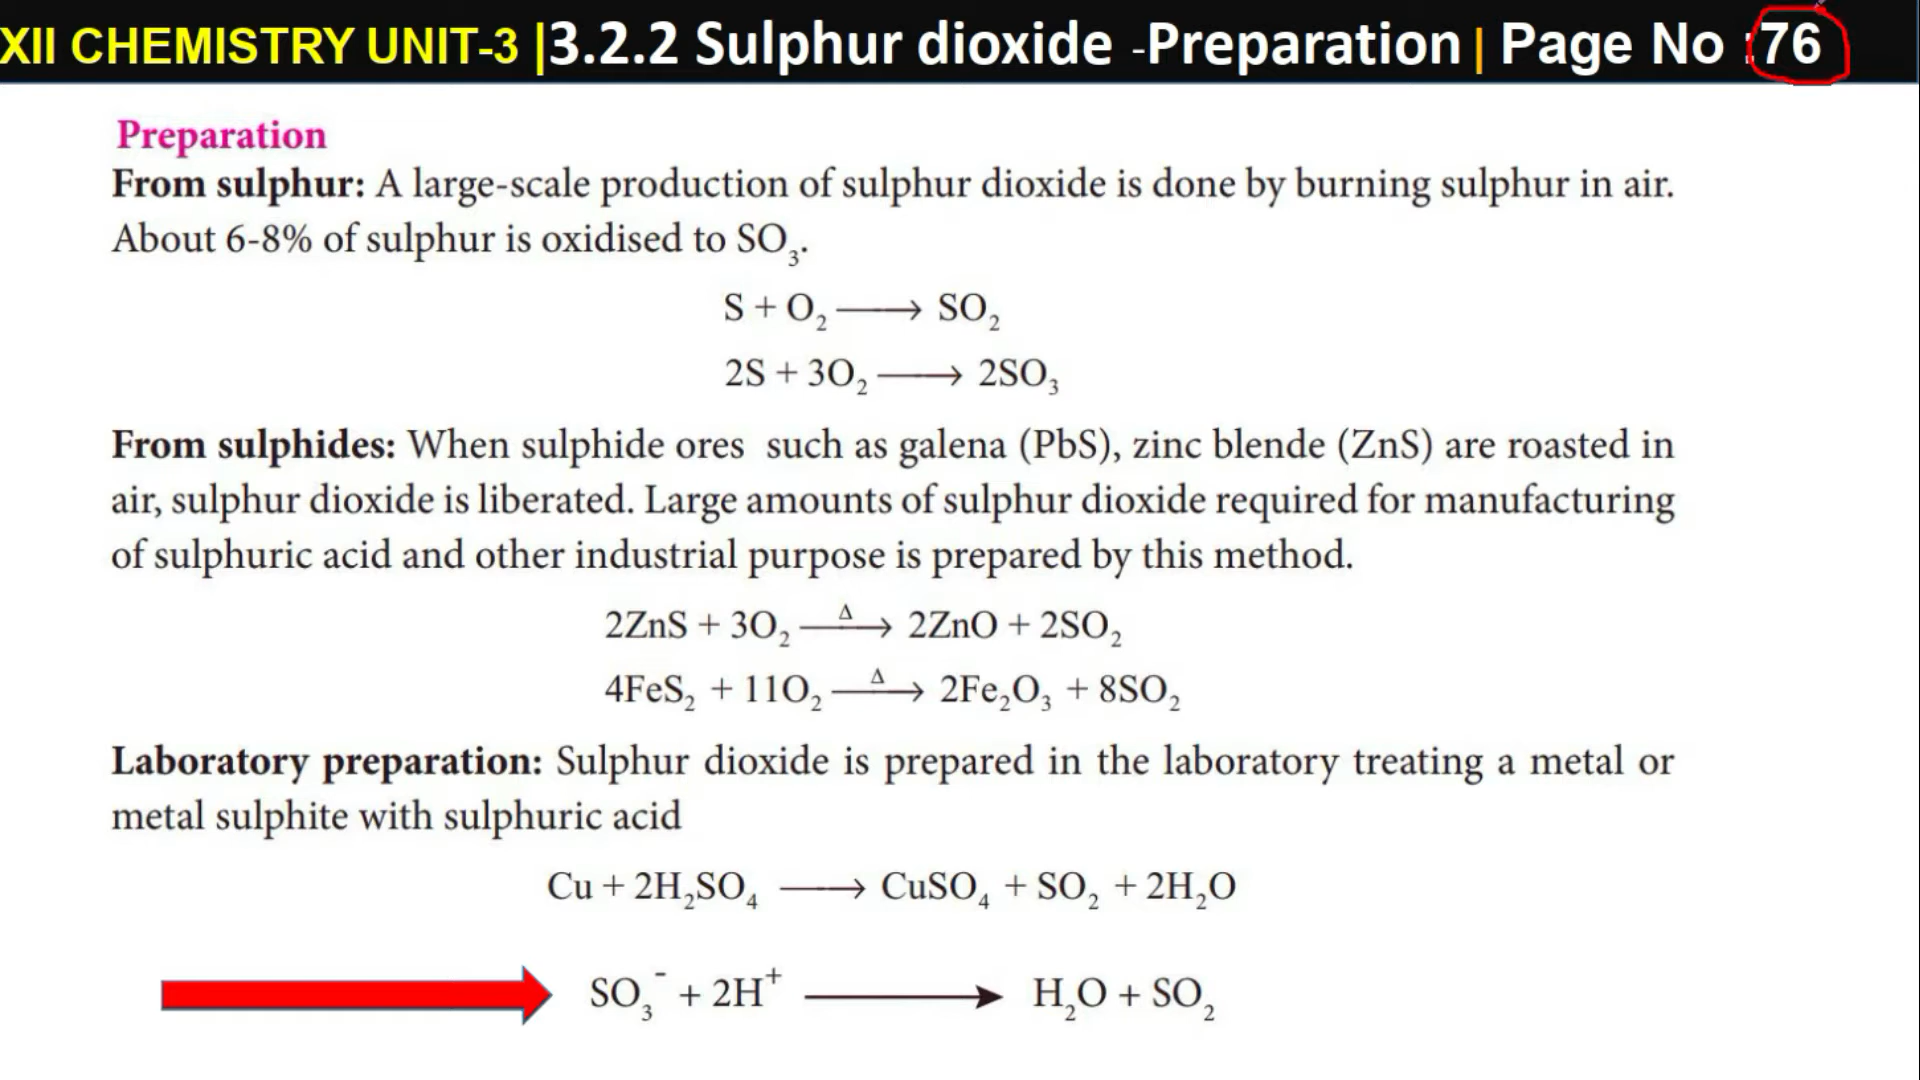 XII CHEMISTRY UNIT-3 |3.2.2 Sulphur dioxide -Preparation | Page No :76
Preparation
From sulphur: A large-scale production of sulphur dioxide is done by burning sulphur in air.
About 6-8% of sulphur is oxidised to SO₃.
S + O₂ ⟶ SO₂
2S + 3O₂ ⟶ 2SO₃
From sulphides: When sulphide ores such as galena (PbS), zinc blende (ZnS) are roasted in
air, sulphur dioxide is liberated. Large amounts of sulphur dioxide required for manufacturing
of sulphuric acid and other industrial purpose is prepared by this method.
2ZnS + 3O₂ —Δ→ 2ZnO + 2SO₂
4FeS₂ + 11O₂ —Δ→ 2Fe₂O₃ + 8SO₂
Laboratory preparation: Sulphur dioxide is prepared in the laboratory treating a metal or
metal sulphite with sulphuric acid
Cu + 2H₂SO₄ ⟶ CuSO₄ + SO₂ + 2H₂O
SO₃⁻ + 2H⁺ ⟶ H₂O + SO₂